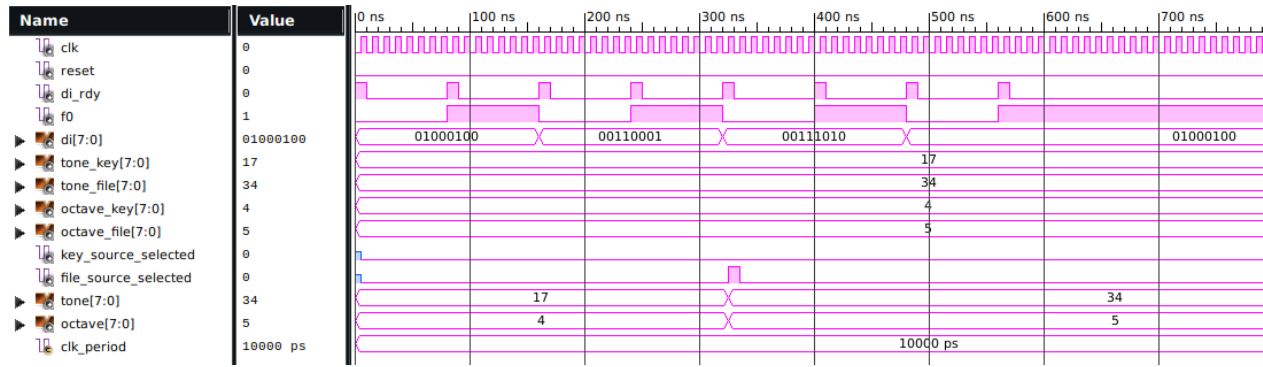 Name Value 0 ns 100 ns 200 ns 300 ns 400 ns 500 ns 600 ns 700 ns
clk 0
reset 0
di_rdy 0
f0 1
di[7:0] 01000100 01000100 00110001 00111010 01000100
tone_key[7:0] 17 17
tone_file[7:0] 34 34
octave_key[7:0] 4 4
octave_file[7:0] 5 5
key_source_selected 0
file_source_selected 0
tone[7:0] 34 17 34
octave[7:0] 5 4 5
clk_period 10000 ps 10000 ps